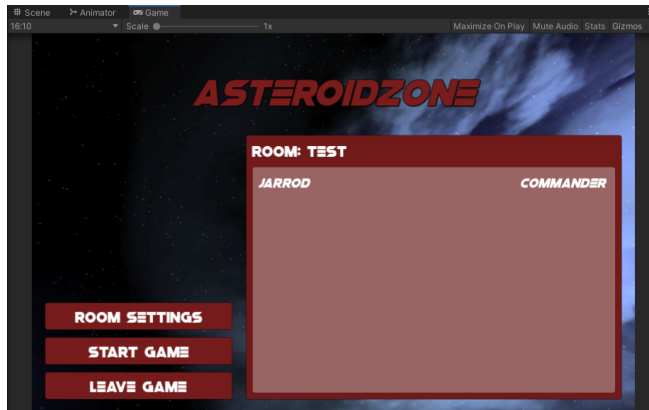 Scene Animator Game
16:10 Scale 1x Maximize On Play Mute Audio Stats Gizmos
ASTEROIDZONE
ROOM: TEST
JARROD COMMANDER
ROOM SETTINGS
START GAME
LEAVE GAME